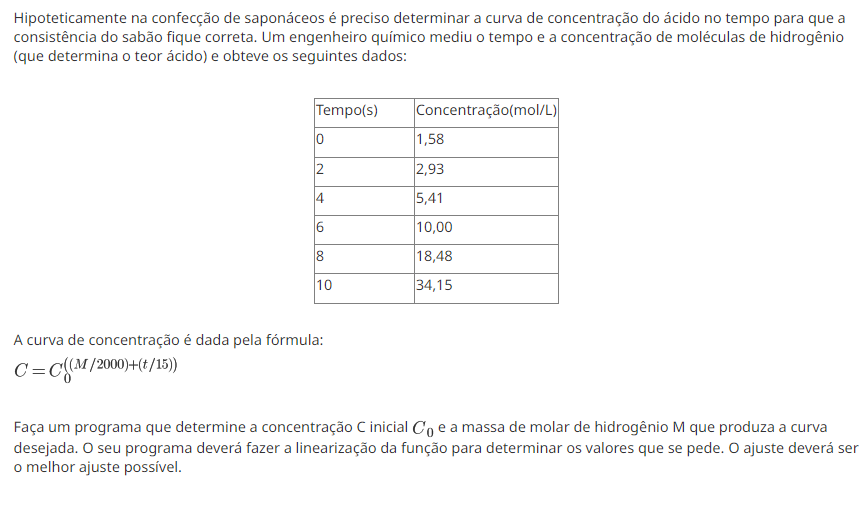 Hipoteticamente na confecção de saponáceos é preciso determinar a curva de concentração do ácido no tempo para que a
consistência do sabão fique correta. Um engenheiro químico mediu o tempo e a concentração de moléculas de hidrogênio
(que determina o teor ácido) e obteve os seguintes dados:
Tempo(s) Concentração(mol/L)
0 1,58
2 2,93
4 5,41
6 10,00
8 18,48
10 34,15
A curva de concentração é dada pela fórmula:
C = C_0^((M/2000)+(t/15))
Faça um programa que determine a concentração C inicial C_0 e a massa de molar de hidrogênio M que produza a curva
desejada. O seu programa deverá fazer a linearização da função para determinar os valores que se pede. O ajuste deverá ser
o melhor ajuste possível.